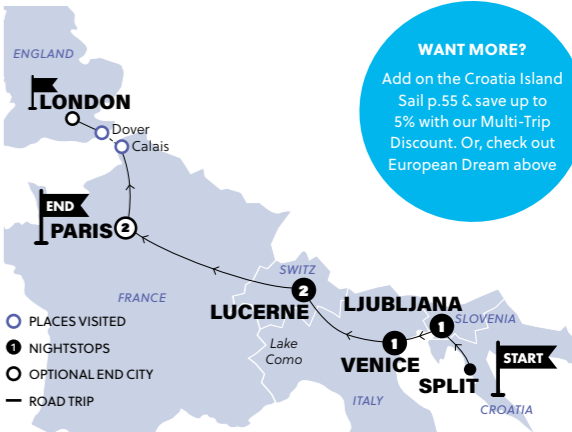 ENGLAND
LONDON
Dover
Calais
WANT MORE?
Add on the Croatia Island
Sail p.55 & save up to
5% with our Multi-Trip
Discount. Or, check out
European Dream above
END
PARIS
2
FRANCE
SWITZ
2
LUCERNE
LJUBLJANA
1
SLOVENIA
Lake
Como
1
VENICE
START
SPLIT
ITALY
CROATIA
PLACES VISITED
1 NIGHTSTOPS
OPTIONAL END CITY
ROAD TRIP